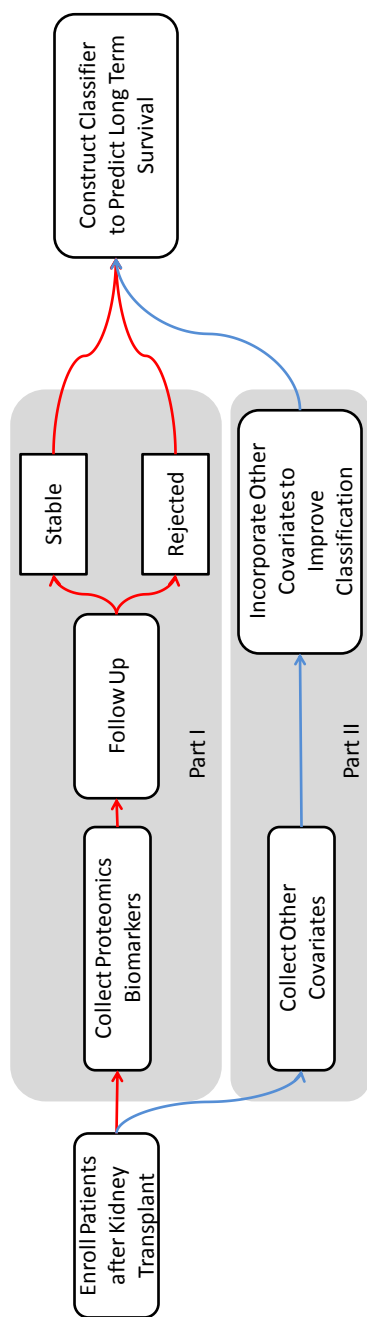 Enroll Patients
after Kidney
Transplant
Collect Proteomics
Biomarkers
Follow Up
Stable
Rejected
Part I
Collect Other
Covariates
Incorporate Other
Covariates to
Improve
Classification
Part II
Construct Classifier
to Predict Long Term
Survival